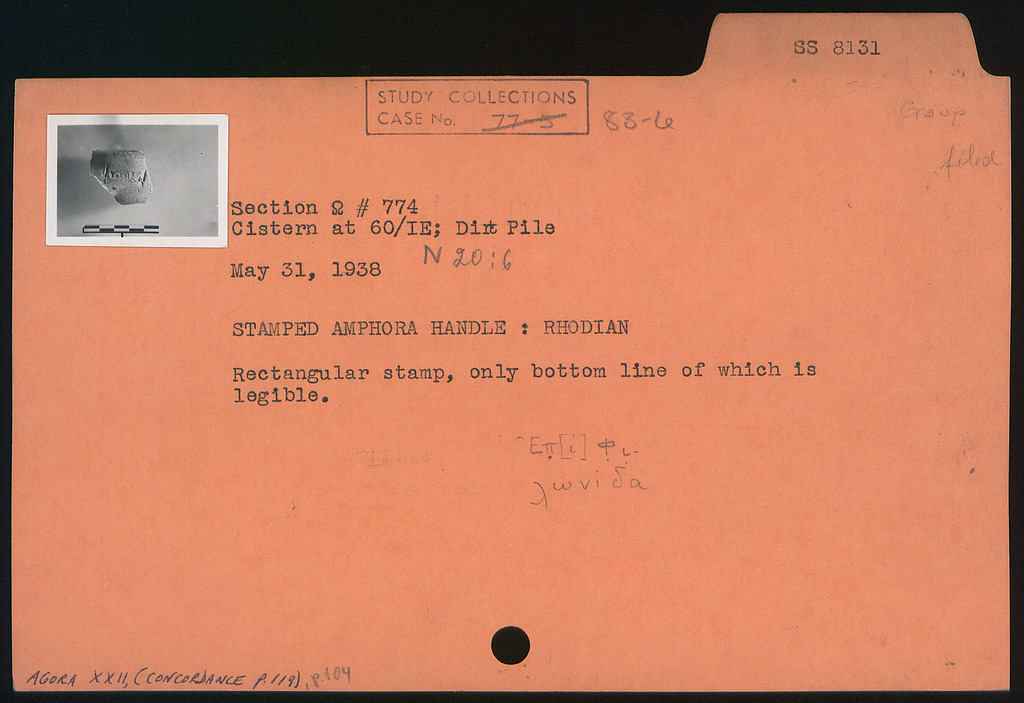 SS 8131
STUDY COLLECTIONS
CASE No. 77-5 83-6
Group
filed
Section Ω # 774
Cistern at 60/IE; Dirt Pile
N 20:6
May 31, 1938
STAMPED AMPHORA HANDLE : RHODIAN
Rectangular stamp, only bottom line of which is
legible.
Ἐπ[ί] Φι-
λωνίδα
AGORA XXII, (CONCORDANCE P.119), p.104